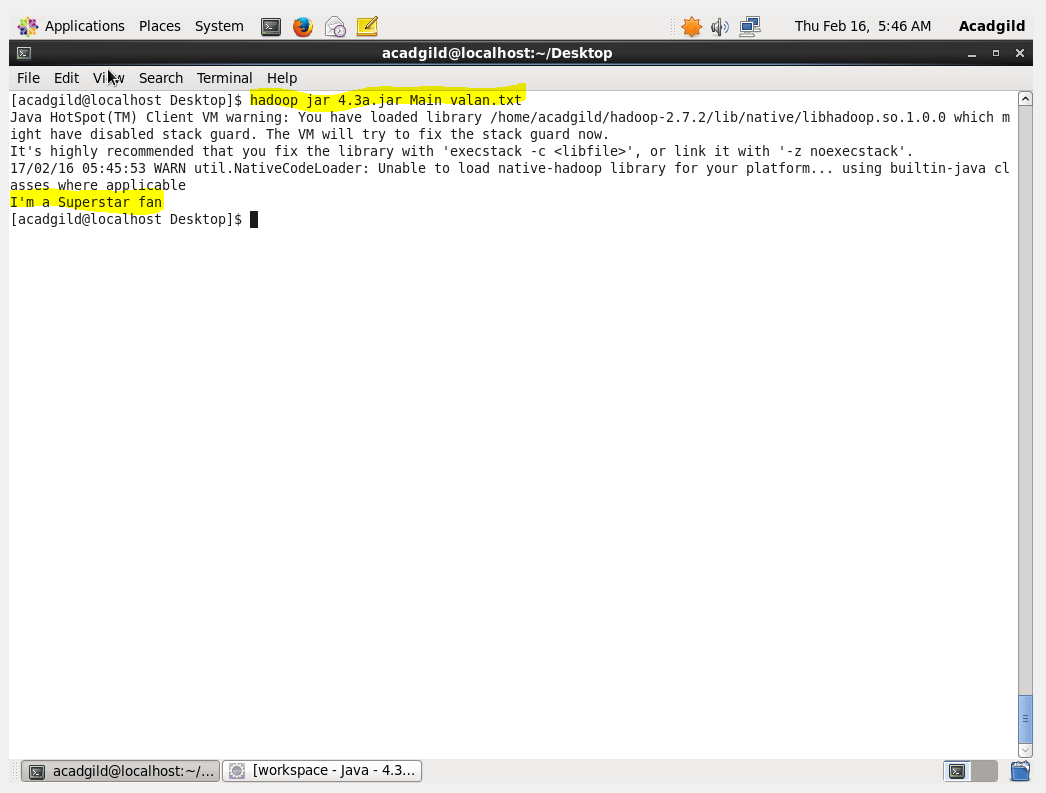 Applications Places System Thu Feb 16, 5:46 AM Acadgild
acadgild@localhost:~/Desktop
File Edit View Search Terminal Help
[acadgild@localhost Desktop]$ hadoop jar 4.3a.jar Main valan.txt
Java HotSpot(TM) Client VM warning: You have loaded library /home/acadgild/hadoop-2.7.2/lib/native/libhadoop.so.1.0.0 which m
ight have disabled stack guard. The VM will try to fix the stack guard now.
It's highly recommended that you fix the library with 'execstack -c <libfile>', or link it with '-z noexecstack'.
17/02/16 05:45:53 WARN util.NativeCodeLoader: Unable to load native-hadoop library for your platform... using builtin-java cl
asses where applicable
I'm a Superstar fan
[acadgild@localhost Desktop]$
acadgild@localhost:~/... [workspace - Java - 4.3...